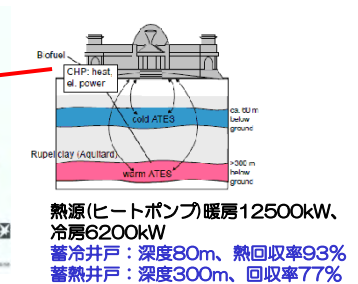 Biofuel
CHP: heat,
el. power
ca. 60 m
below
ground
cold ATES
Rupelclay (Aquitard)
>300 m
below
ground
warm ATES
熱源(ヒートポンプ)暖房12500kW、
冷房6200kW
蓄冷井戸：深度80m、熱回収率93%
蓄熱井戸：深度300m、回収率77%